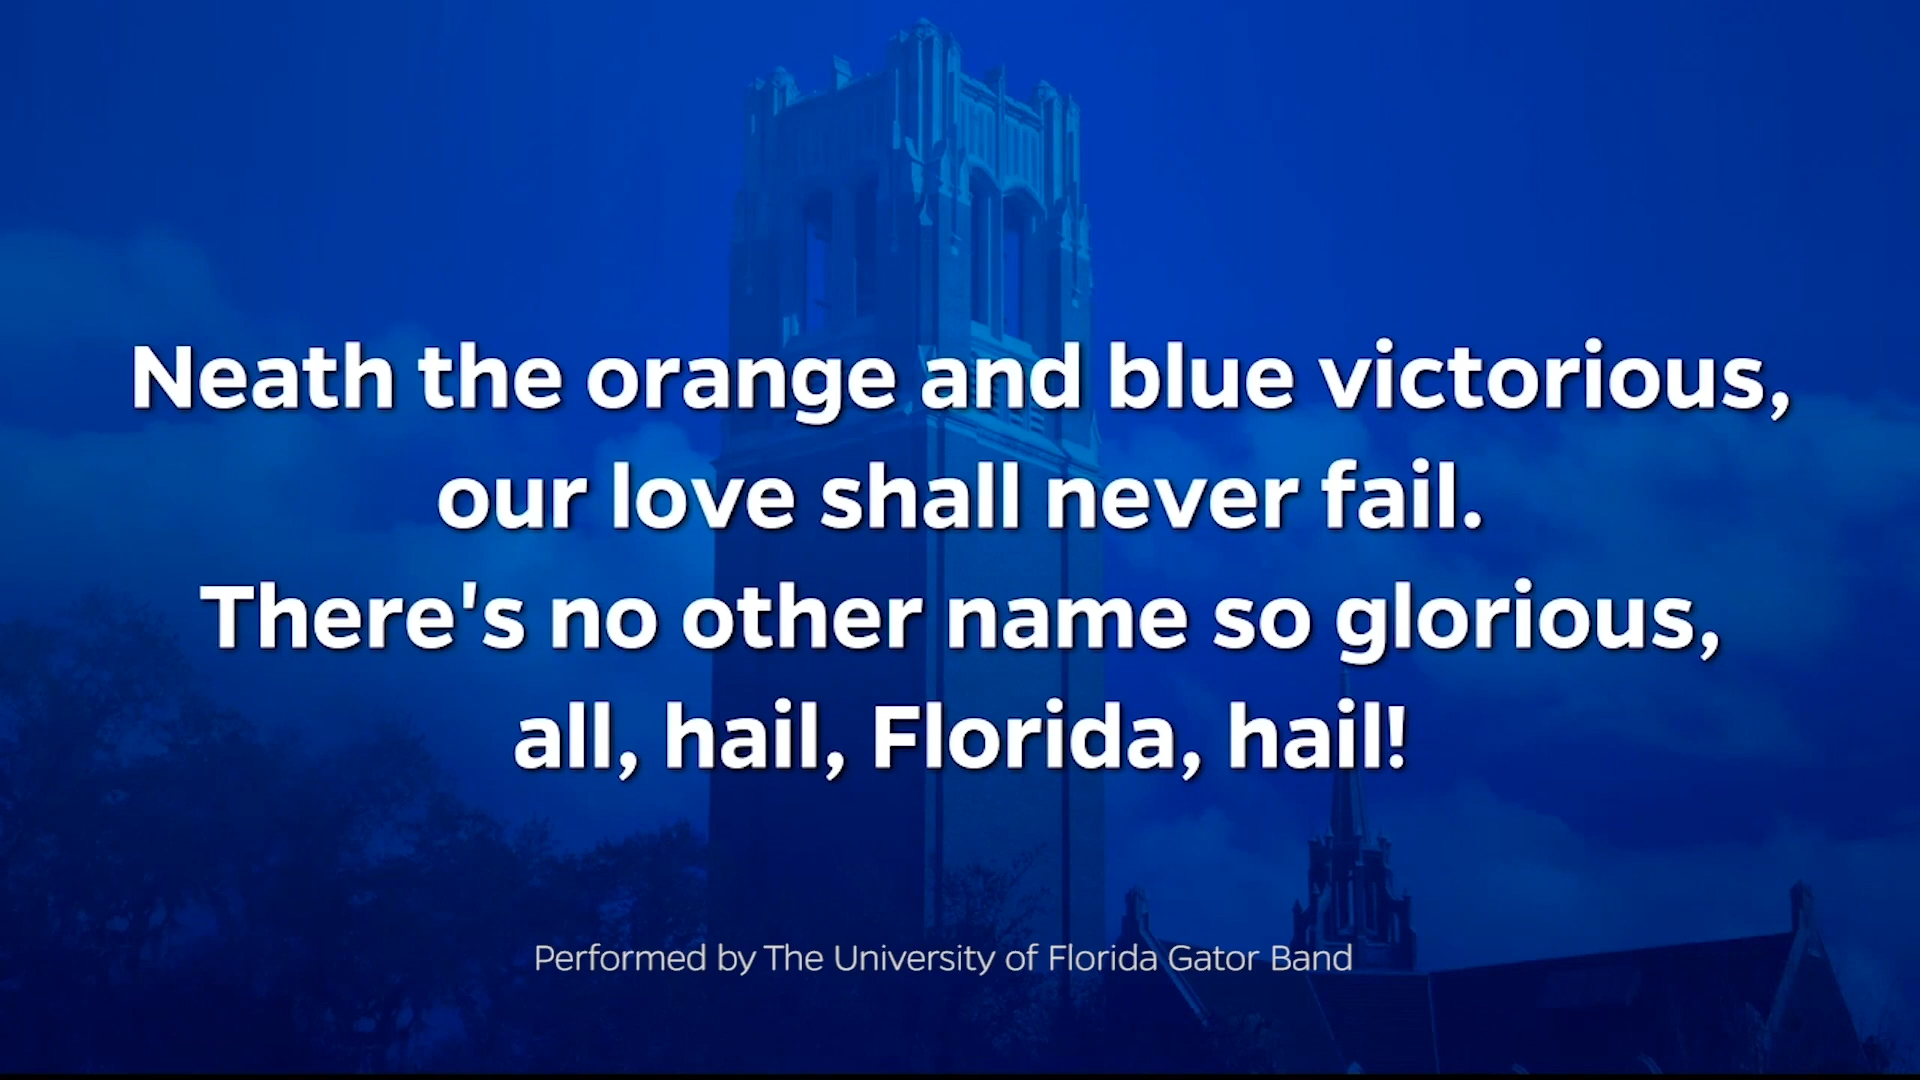 Neath the orange and blue victorious,
our love shall never fail.
There's no other name so glorious,
all, hail, Florida, hail!
Performed by The University of Florida Gator Band